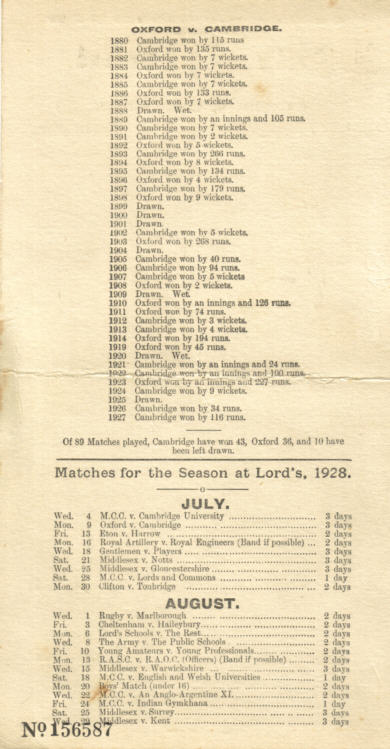 OXFORD v. CAMBRIDGE.
1880 Cambridge won by 115 runs
1881 Oxford won by 135 runs.
1882 Cambridge won by 7 wickets.
1883 Cambridge won by 7 wickets.
1884 Oxford won by 7 wickets.
1885 Cambridge won by 7 wickets.
1886 Oxford won by 133 runs.
1887 Oxford won by 7 wickets.
1888 Drawn. Wet.
1889 Cambridge won by an innings and 105 runs.
1890 Cambridge won by 7 wickets.
1891 Cambridge won by 2 wickets.
1892 Oxford won by 5 wickets.
1893 Cambridge won by 266 runs.
1894 Oxford won by 8 wickets.
1895 Cambridge won by 134 runs.
1896 Oxford won by 4 wickets.
1897 Cambridge won by 179 runs.
1898 Oxford won by 9 wickets.
1899 Drawn.
1900 Drawn.
1901 Drawn.
1902 Cambridge won by 5 wickets.
1903 Oxford won by 268 runs.
1904 Drawn.
1905 Cambridge won by 40 runs.
1906 Cambridge won by 94 runs.
1907 Cambridge won by 5 wickets
1908 Oxford won by 2 wickets.
1909 Drawn. Wet.
1910 Oxford won by an innings and 126 runs.
1911 Oxford won by 74 runs.
1912 Cambridge won by 3 wickets.
1913 Cambridge won by 4 wickets.
1914 Oxford won by 194 runs.
1919 Oxford won by 45 runs.
1920 Drawn. Wet.
1921 Cambridge won by an innings and 24 runs.
1922 Cambridge won by an innings and 100 runs.
1923 Oxford won by an innings and 227 runs.
1924 Cambridge won by 9 wickets.
1925 Drawn.
1926 Cambridge won by 34 runs.
1927 Cambridge won by 116 runs.
Of 89 Matches played, Cambridge have won 43, Oxford 36, and 10 have
been left drawn.
Matches for the Season at Lord's, 1928.
JULY.
Wed. 4 M.C.C. v. Cambridge University ... 3 days
Mon. 9 Oxford v. Cambridge ... 3 days
Fri. 13 Eton v. Harrow ... 2 days
Mon. 16 Royal Artillery v. Royal Engineers (Band if possible) ... 2 days
Wed. 18 Gentlemen v. Players ... 3 days
Sat. 21 Middlesex v. Notts ... 3 days
Wed. 25 Middlesex v. Gloucestershire ... 3 days
Sat. 28 M.C.C. v. Lords and Commons ... 1 day
Mon. 30 Clifton v. Tonbridge ... 2 days
AUGUST.
Wed. 1 Rugby v. Marlborough ... 2 days
Fri. 3 Cheltenham v. Haileybury ... 2 days
Mon. 6 Lord's Schools v. The Rest ... 2 days
Wed. 8 The Army v. The Public Schools ... 2 days
Fri. 10 Young Amateurs v. Young Professionals ... 2 days
Mon. 13 R.A.S.C. v. R.A.O.C. (Officers) (Band if possible) ... 2 days
Wed. 15 Middlesex v. Warwickshire ... 3 days
Sat. 18 M.C.C. v. English and Welsh Universities ... 1 day
Mon. 20 Boys' Match (under 16) ... 2 days
Wed. 22 M.C.C. v. An Anglo-Argentine XI. ... 2 days
Fri. 24 M.C.C. v. Indian Gymkhana ... 1 day
Sat. 25 Middlesex v. Surrey ... 3 days
Wed. 29 Middlesex v. Kent ... 3 days
No 156587